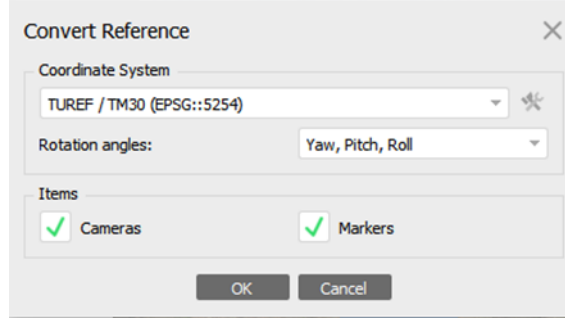 Convert Reference
Coordinate System
TUREF / TM30 (EPSG::5254)
Rotation angles: Yaw, Pitch, Roll
Items
Cameras Markers
OK Cancel